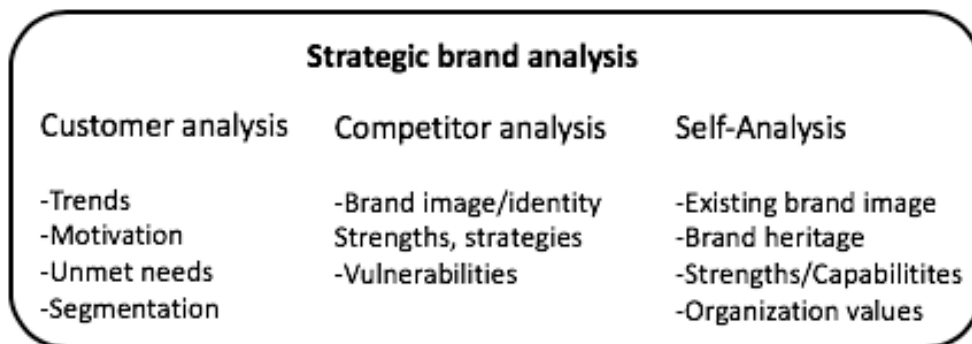 Strategic brand analysis
Customer analysis
-Trends
-Motivation
-Unmet needs
-Segmentation
Competitor analysis
-Brand image/identity
Strengths, strategies
-Vulnerabilities
Self-Analysis
-Existing brand image
-Brand heritage
-Strengths/Capabilitites
-Organization values